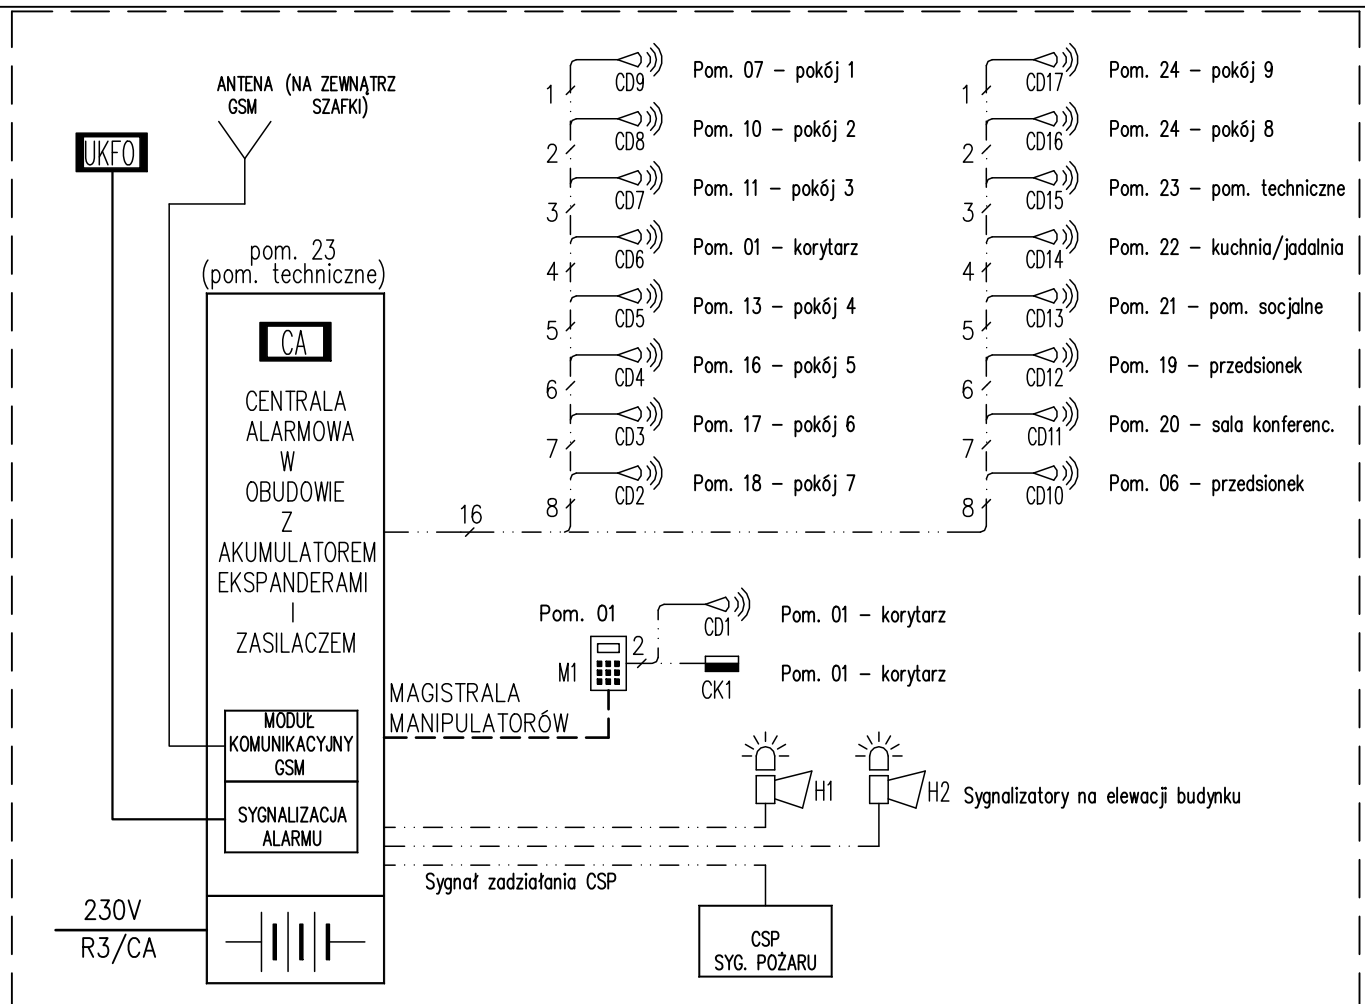 ANTENA (NA ZEWNĄTRZ
GSM SZAFKI)
UKFO
pom. 23
(pom. techniczne)
CA
CENTRALA
ALARMOWA
W
OBUDOWIE
Z
AKUMULATOREM
EKSPANDERAMI
I
ZASILACZEM
MODUŁ
KOMUNIKACYJNY
GSM
SYGNALIZACJA
ALARMU
230V
R3/CA
16
1 CD9 Pom. 07 – pokój 1
2 CD8 Pom. 10 – pokój 2
3 CD7 Pom. 11 – pokój 3
4 CD6 Pom. 01 – korytarz
5 CD5 Pom. 13 – pokój 4
6 CD4 Pom. 16 – pokój 5
7 CD3 Pom. 17 – pokój 6
8 CD2 Pom. 18 – pokój 7
1 CD17 Pom. 24 – pokój 9
2 CD16 Pom. 24 – pokój 8
3 CD15 Pom. 23 – pom. techniczne
4 CD14 Pom. 22 – kuchnia/jadalnia
5 CD13 Pom. 21 – pom. socjalne
6 CD12 Pom. 19 – przedsionek
7 CD11 Pom. 20 – sala konferenc.
8 CD10 Pom. 06 – przedsionek
Pom. 01
M1
2
CD1 Pom. 01 – korytarz
CK1 Pom. 01 – korytarz
MAGISTRALA
MANIPULATORÓW
H1
H2 Sygnalizatory na elewacji budynku
Sygnał zadziałania CSP
CSP
SYG. POŻARU